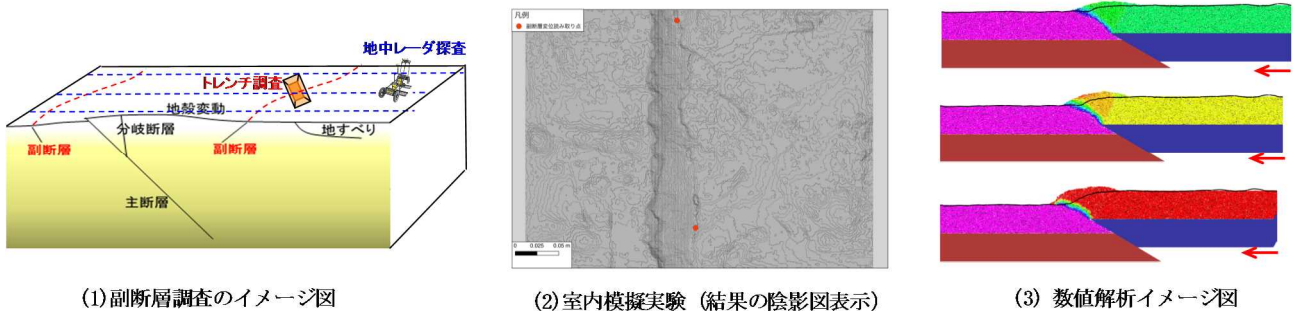 地中レーダ探査
トレンチ調査
地殻変動
分岐断層
地すべり
副断層
副断層
主断層
(1)副断層調査のイメージ図
凡例
副断層変位読み取り点
0 0.025 0.05 m
(2)室内模擬実験 (結果の陰影図表示)
(3) 数値解析イメージ図